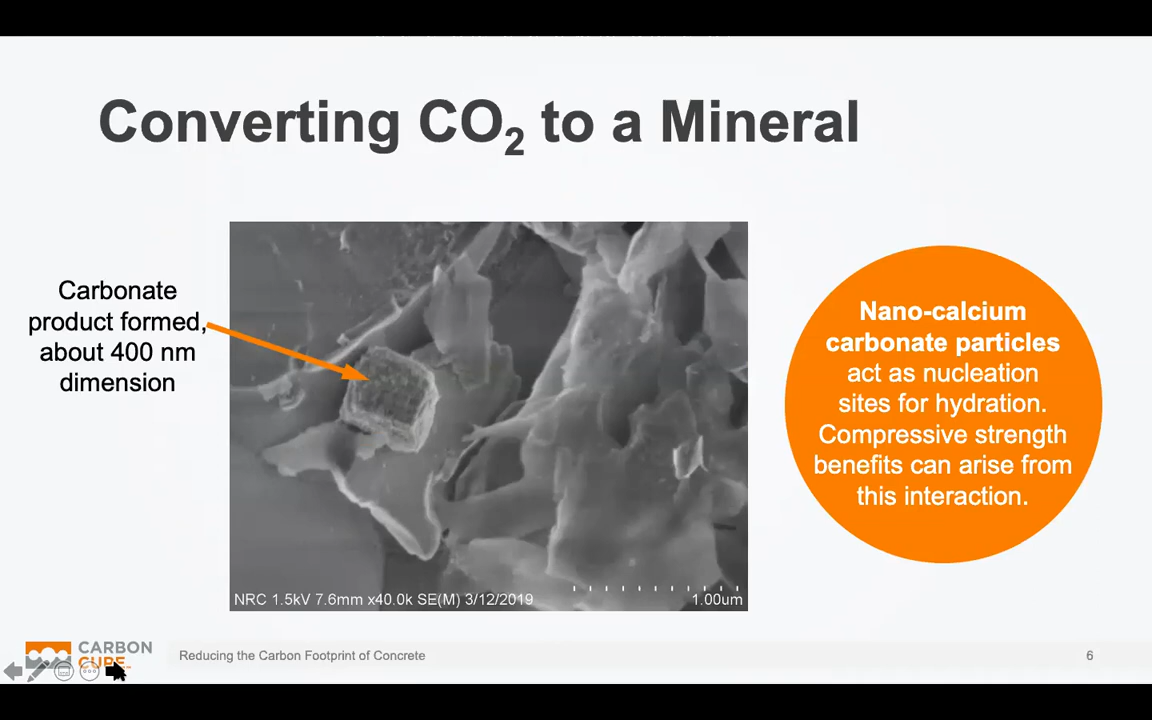 Converting CO₂ to a Mineral
Carbonate
product formed,
about 400 nm
dimension
Nano-calcium
carbonate particles
act as nucleation
sites for hydration.
Compressive strength
benefits can arise from
this interaction.
NRC 1.5kV 7.6mm x40.0k SE(M) 3/12/2019
1.00um
CARBON
CURE
Reducing the Carbon Footprint of Concrete
6